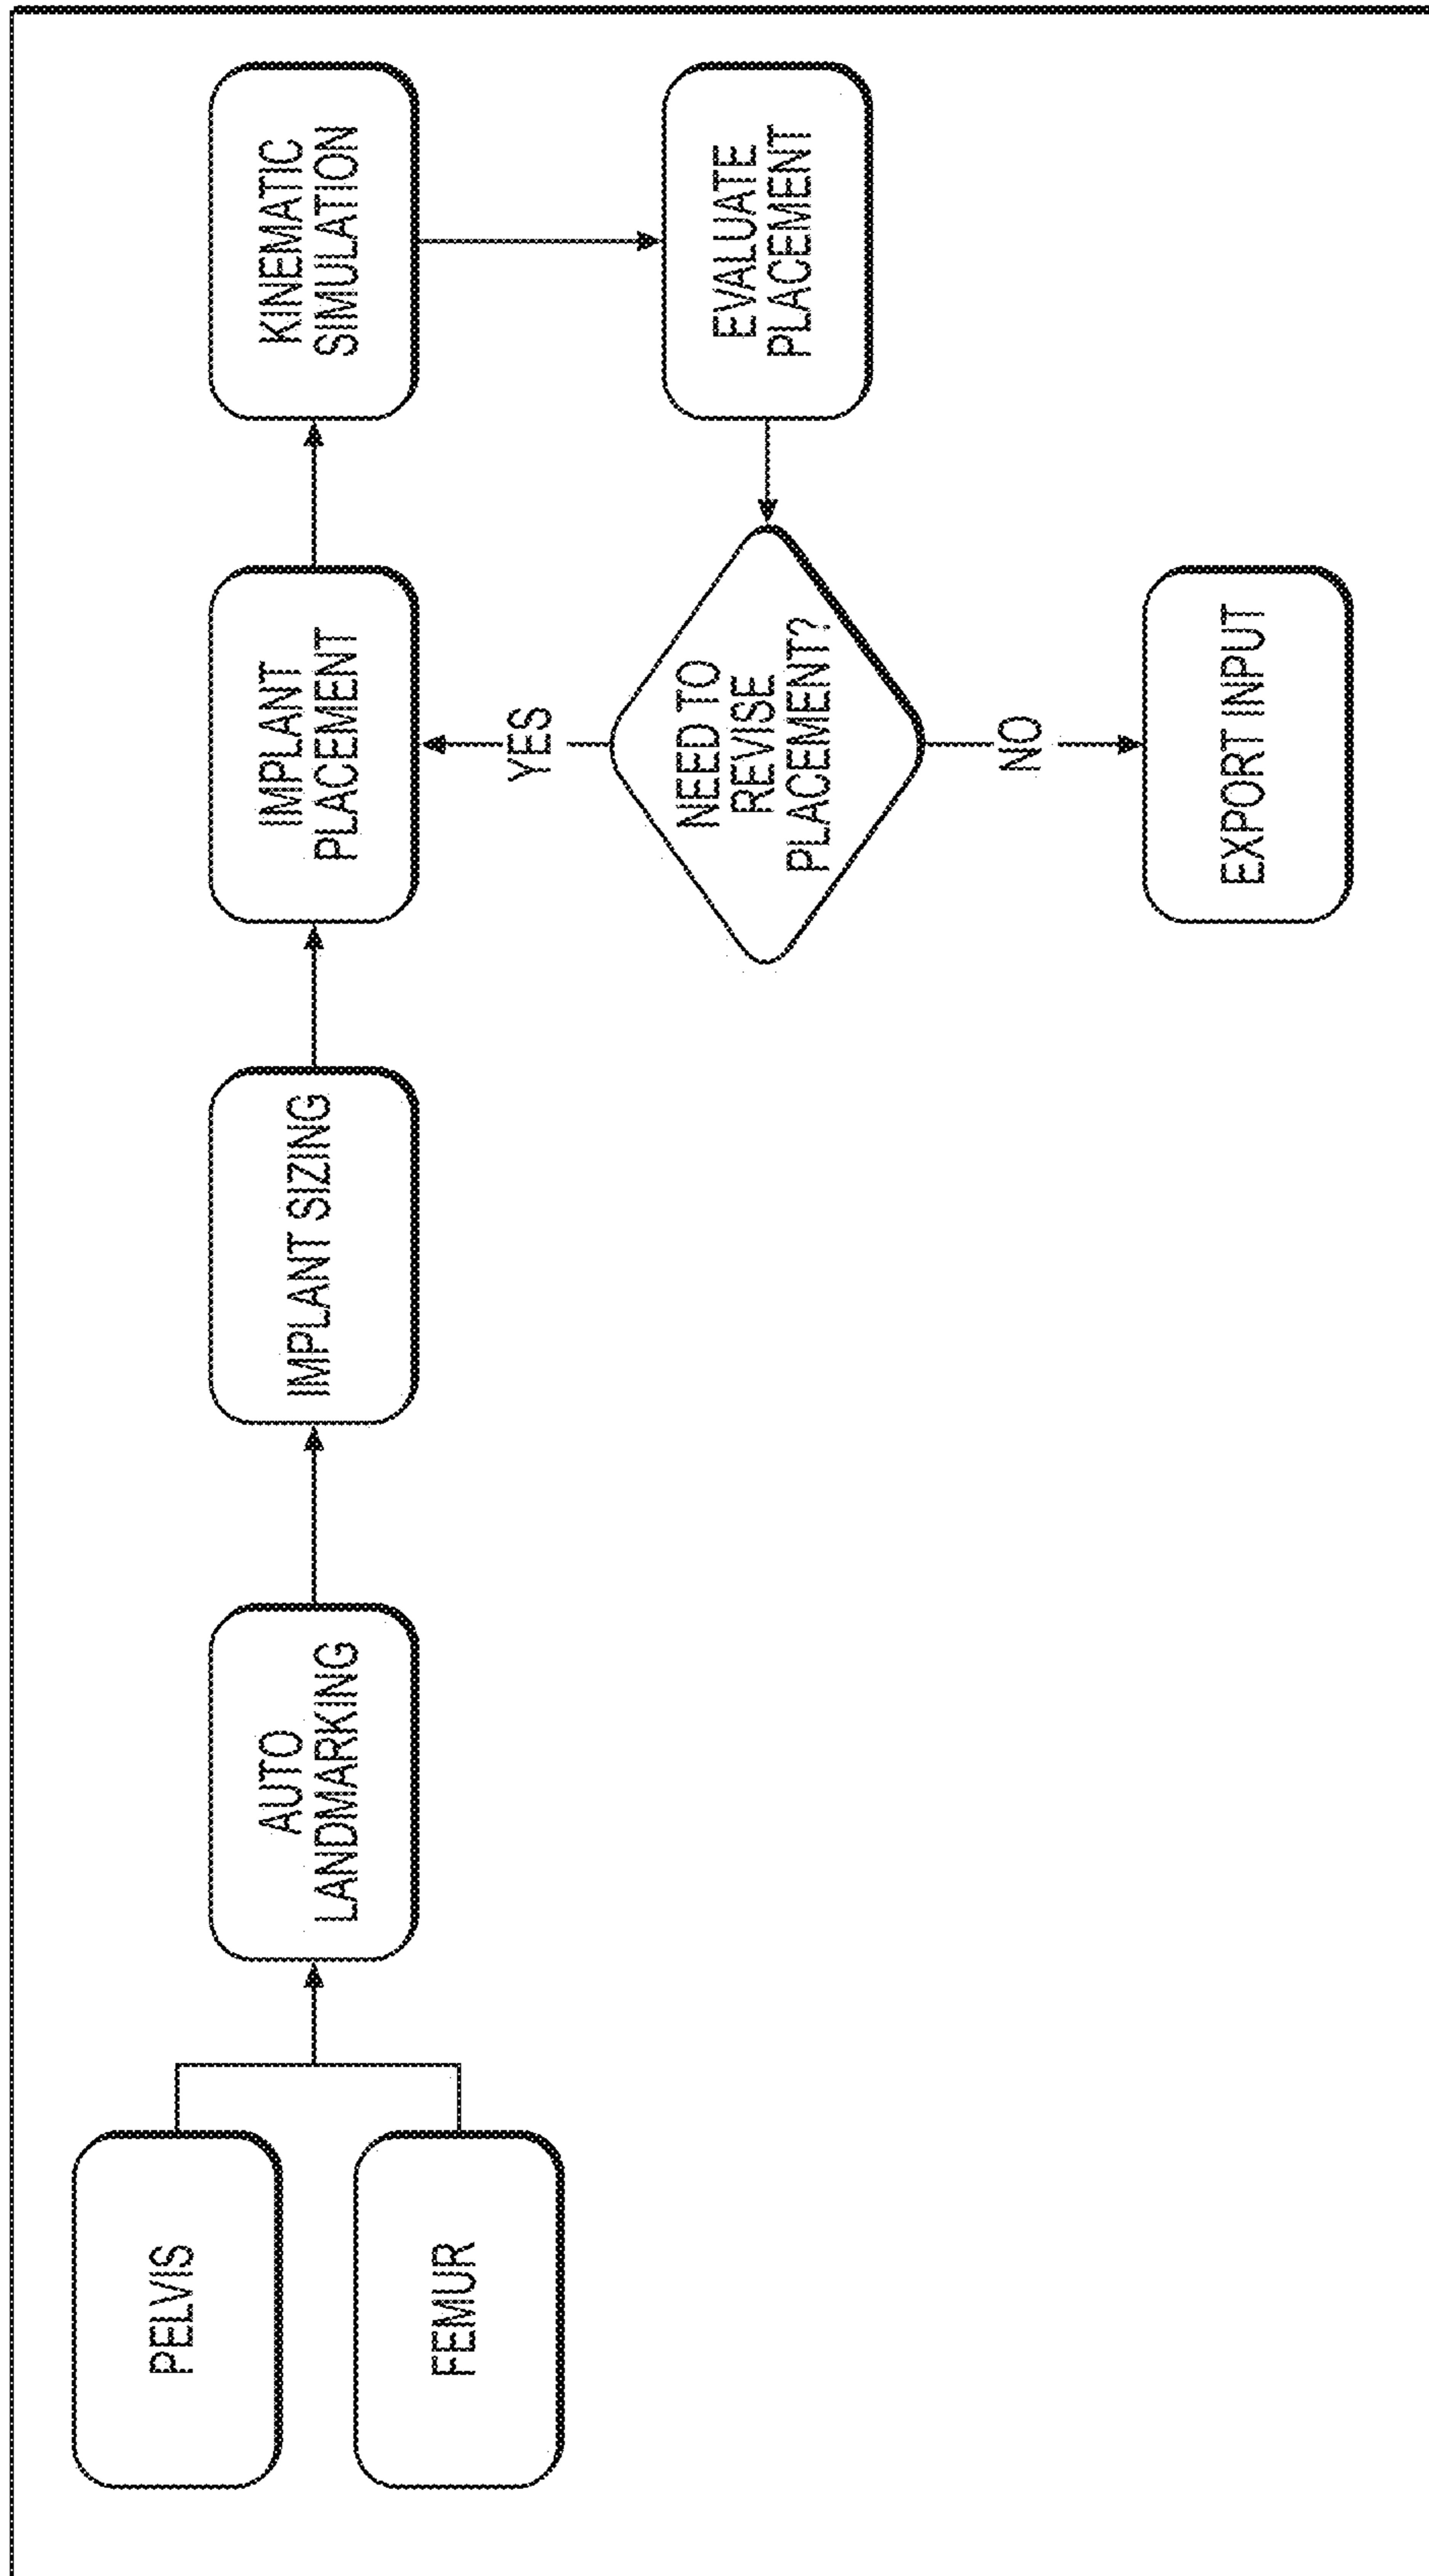 PELVIS
FEMUR
AUTO
LANDMARKING
IMPLANT SIZING
IMPLANT
PLACEMENT
KINEMATIC
SIMULATION
EVALUATE
PLACEMENT
NEED TO
REVISE
PLACEMENT?
YES
NO
EXPORT INPUT